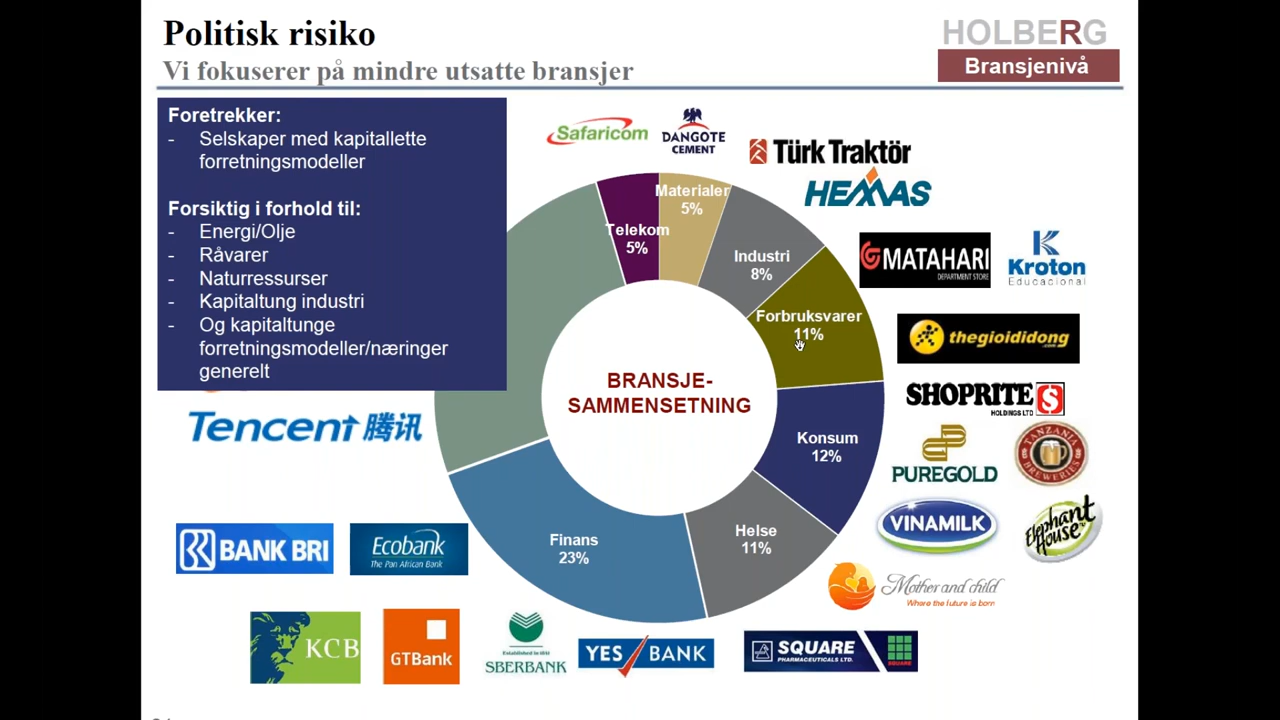 Politisk risiko
Vi fokuserer på mindre utsatte bransjer
HOLBERG
Bransjenivå
Foretrekker:
- Selskaper med kapitallette
forretningsmodeller
Forsiktig i forhold til:
- Energi/Olje
- Råvarer
- Naturressurser
- Kapitaltung industri
- Og kapitaltunge
forretningsmodeller/næringer
generelt
Safaricom
DANGOTE
CEMENT
Türk Traktör
HEMAS
MATAHARI
DEPARTMENT STORE
Kroton
Educacional
thegioididong
.com
SHOPRITE
HOLDINGS LTD
PUREGOLD
TANZANIA
BREWERIES
VINAMILK
Elephant
House
Mother and child
Where the future is born
SQUARE
PHARMACEUTICALS LTD.
SQUARE
YES BANK
SBERBANK
GTBank
KCB
BANK BRI
Ecobank
The Pan African Bank
Tencent 腾讯
Telekom
5%
Materialer
5%
Industri
8%
Forbruksvarer
11%
Konsum
12%
Helse
11%
Finans
23%
BRANSJE-
SAMMENSETNING